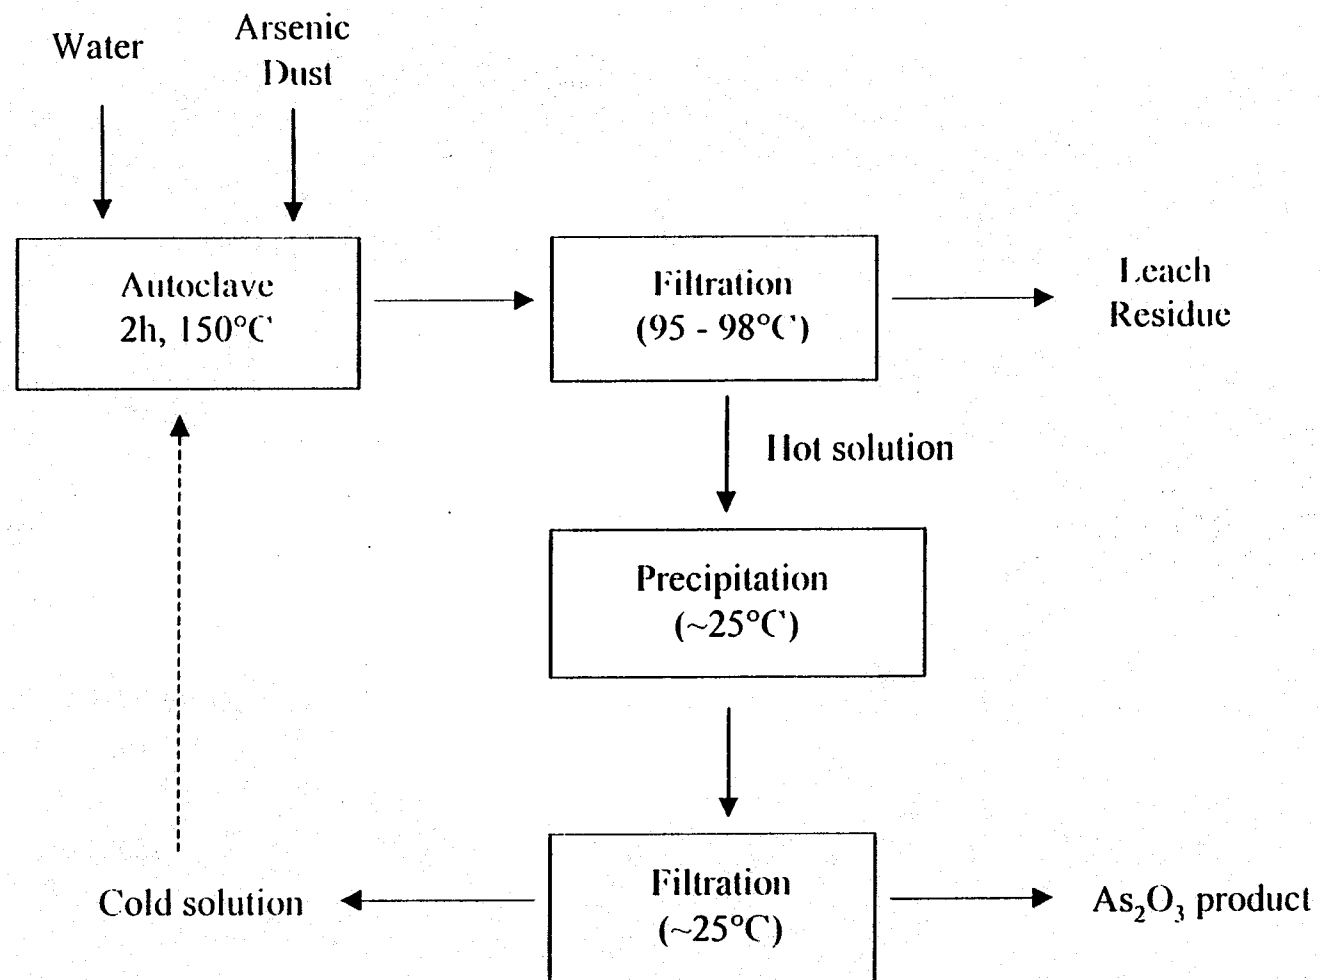 Water
Arsenic
Dust
Autoclave
2h, 150°C
Filtration
(95 - 98°C)
Leach
Residue
Hot solution
Precipitation
(~25°C)
Filtration
(~25°C)
Cold solution
As₂O₃ product